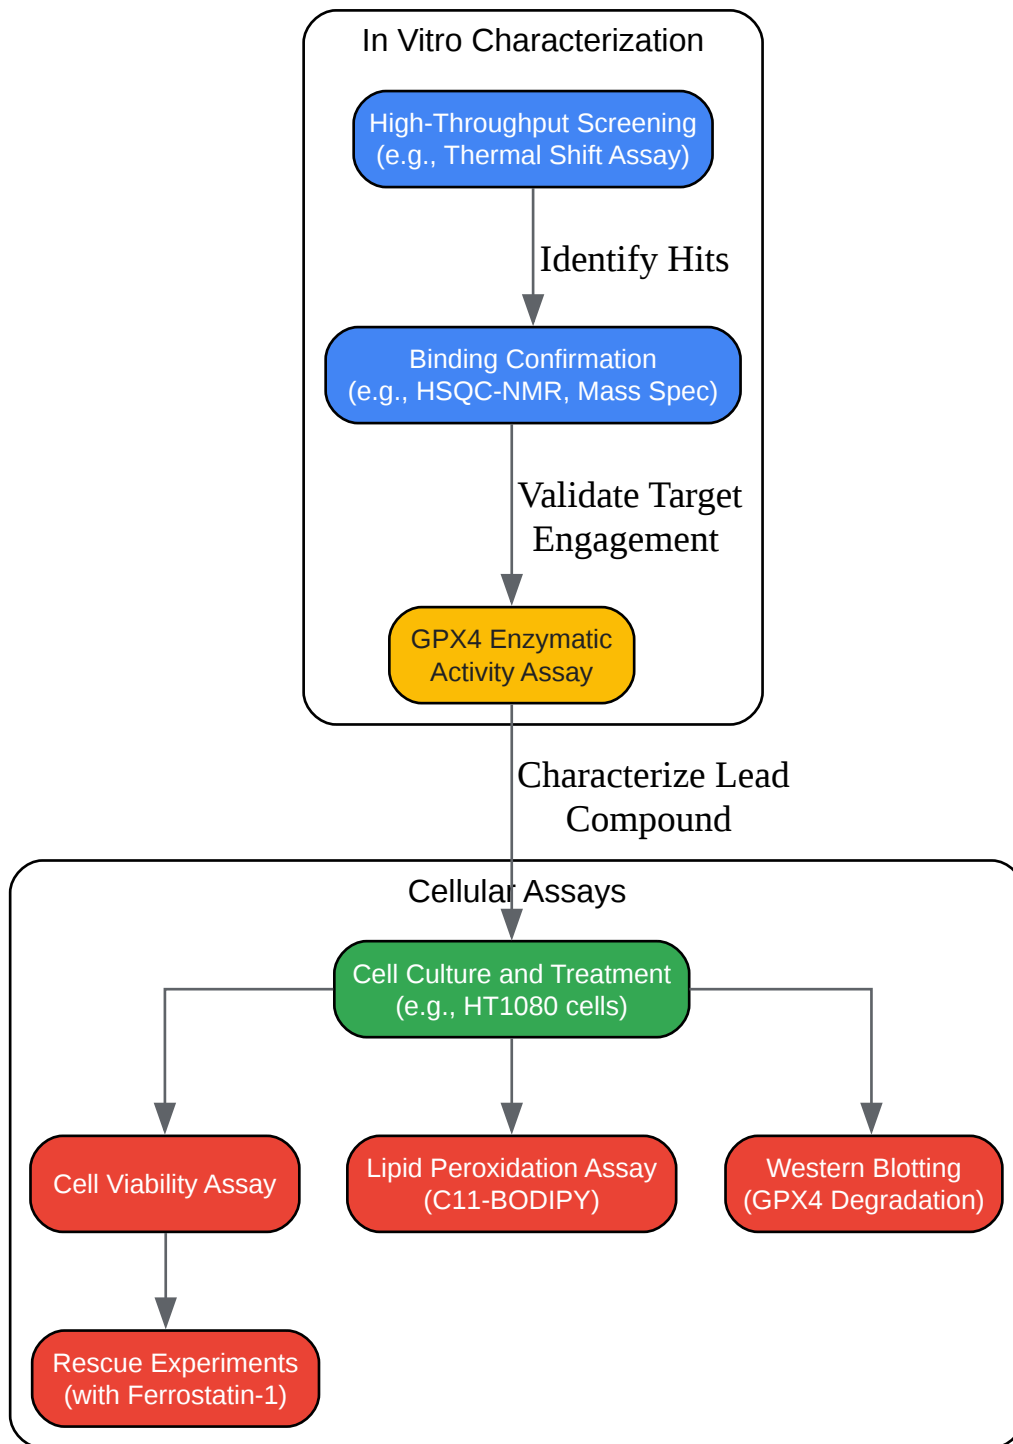 In Vitro Characterization
High-Throughput Screening
(e.g., Thermal Shift Assay)
Identify Hits
Binding Confirmation
(e.g., HSQC-NMR, Mass Spec)
Validate Target
Engagement
GPX4 Enzymatic
Activity Assay
Characterize Lead
Compound
Cellular Assays
Cell Culture and Treatment
(e.g., HT1080 cells)
Cell Viability Assay
Lipid Peroxidation Assay
(C11-BODIPY)
Western Blotting
(GPX4 Degradation)
Rescue Experiments
(with Ferrostatin-1)